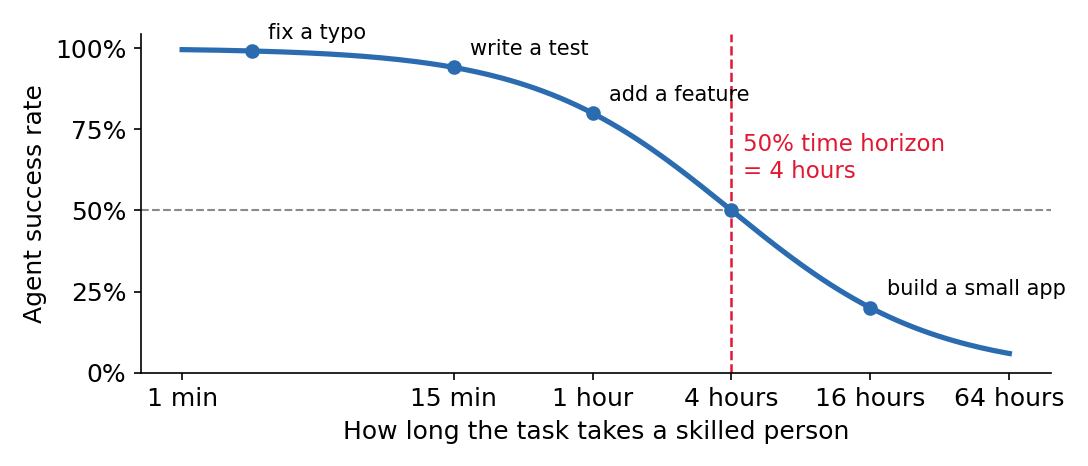 fix a typo
100%
write a test
add a feature
75%
50% time horizon
= 4 hours
50%
build a small app
25%
0%
1 min
15 min
1 hour
4 hours
16 hours
64 hours
How long the task takes a skilled person
Agent success rate